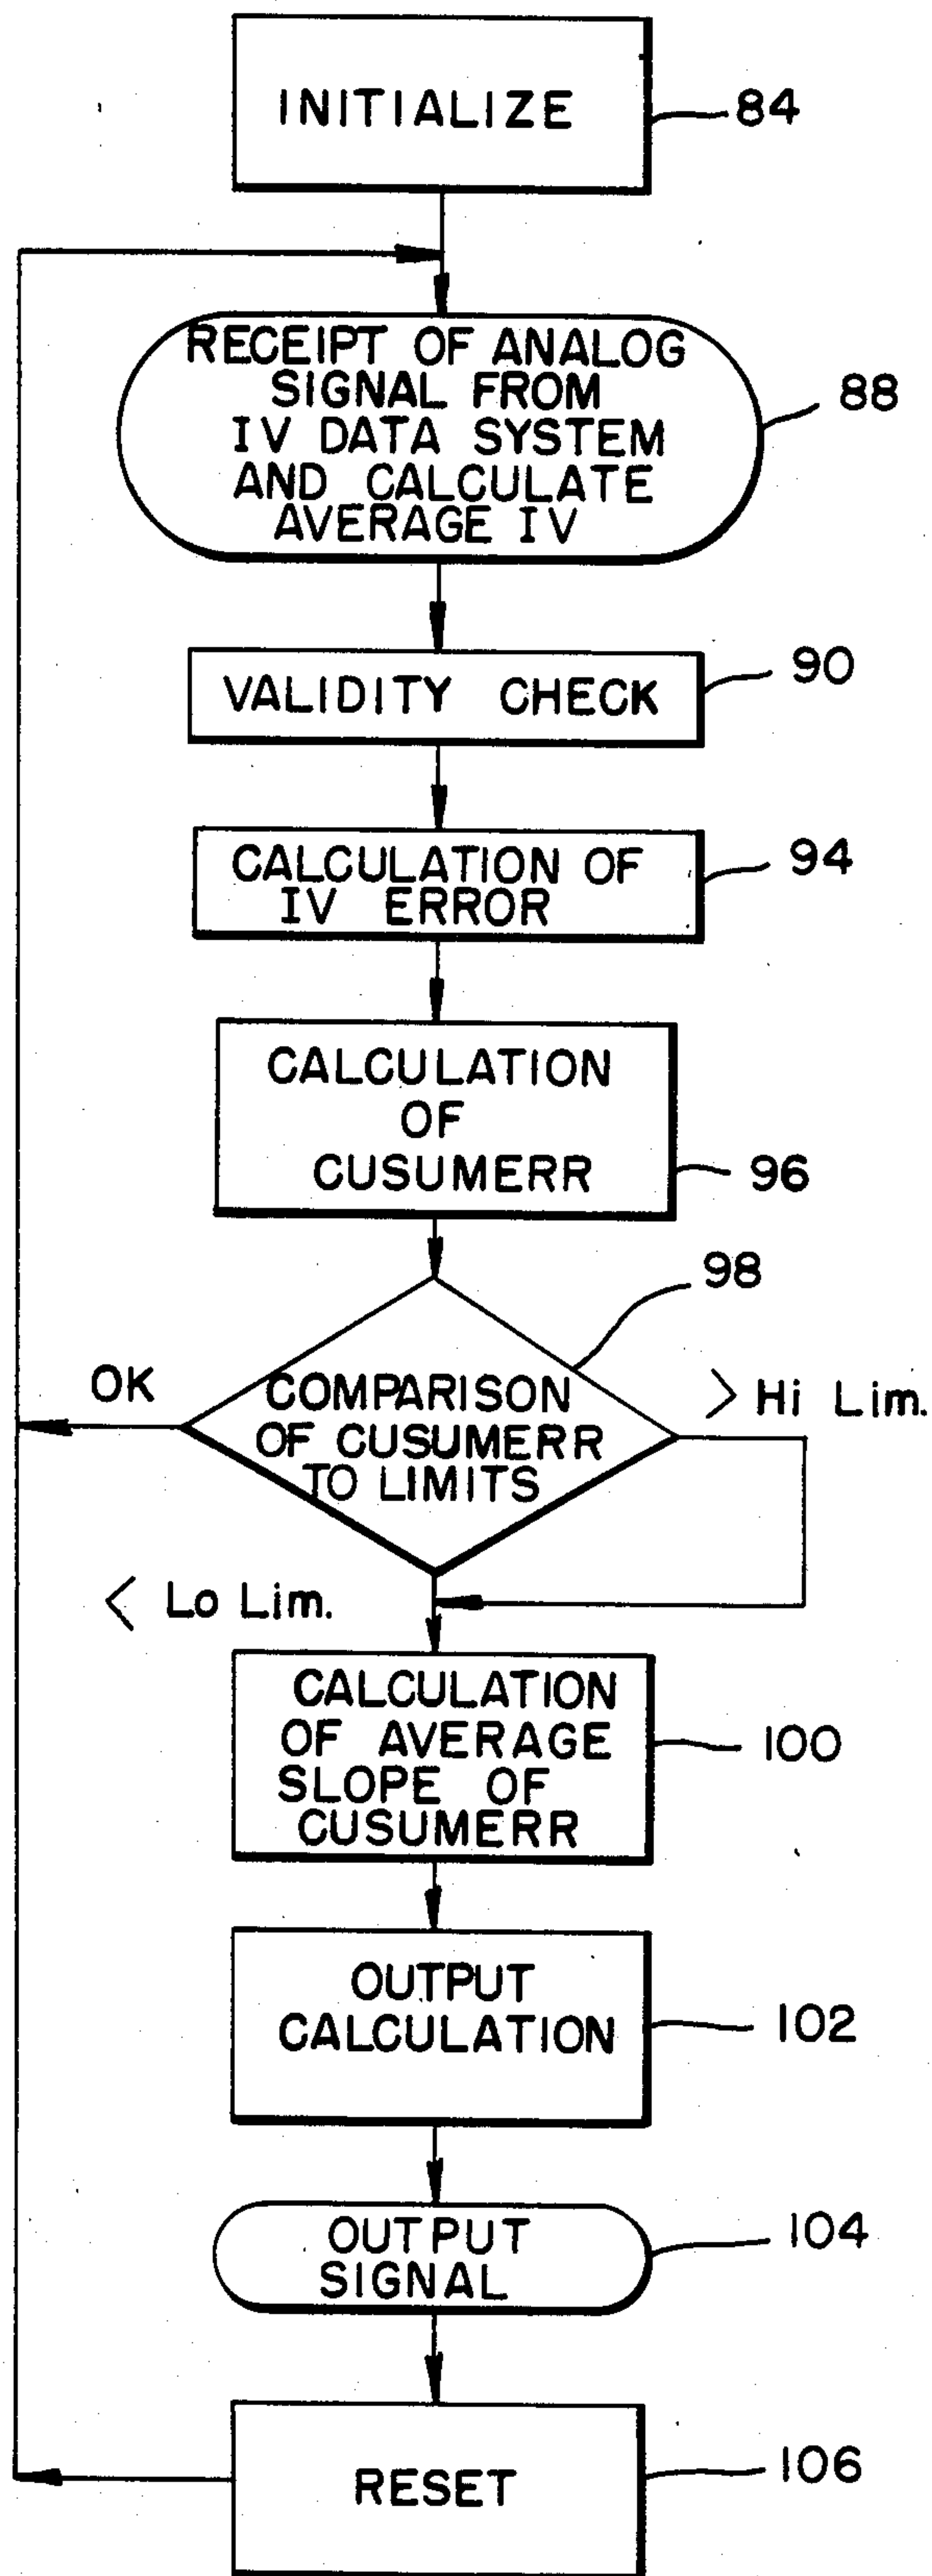 INITIALIZE
84
RECEIPT OF ANALOG
SIGNAL FROM
IV DATA SYSTEM
AND CALCULATE
AVERAGE IV
88
VALIDITY CHECK
90
CALCULATION OF
IV ERROR
94
CALCULATION
OF
CUSUMERR
96
98
OK
COMPARISON
OF CUSUMERR
TO LIMITS
> Hi Lim.
< Lo Lim.
CALCULATION
OF AVERAGE
SLOPE OF
CUSUMERR
100
OUTPUT
CALCULATION
102
OUTPUT
SIGNAL
104
RESET
106